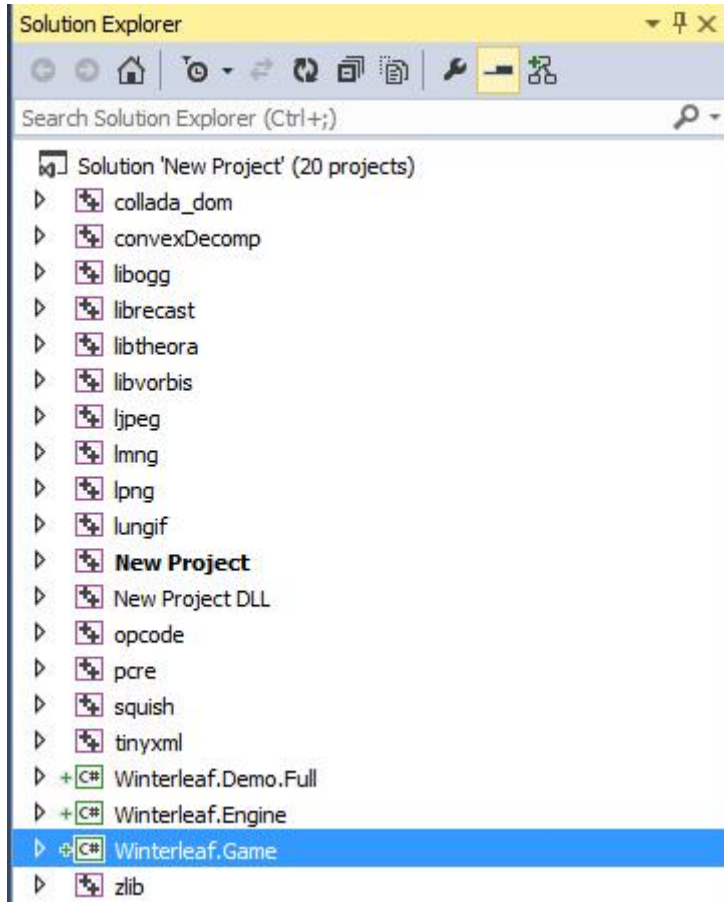 Solution Explorer
Search Solution Explorer (Ctrl+;)
Solution 'New Project' (20 projects)
collada_dom
convexDecomp
libogg
librecast
libtheora
libvorbis
ljpeg
lmng
lpng
lungif
New Project
New Project DLL
opcode
pcre
squish
tinyxml
C# Winterleaf.Demo.Full
C# Winterleaf.Engine
C# Winterleaf.Game
zlib